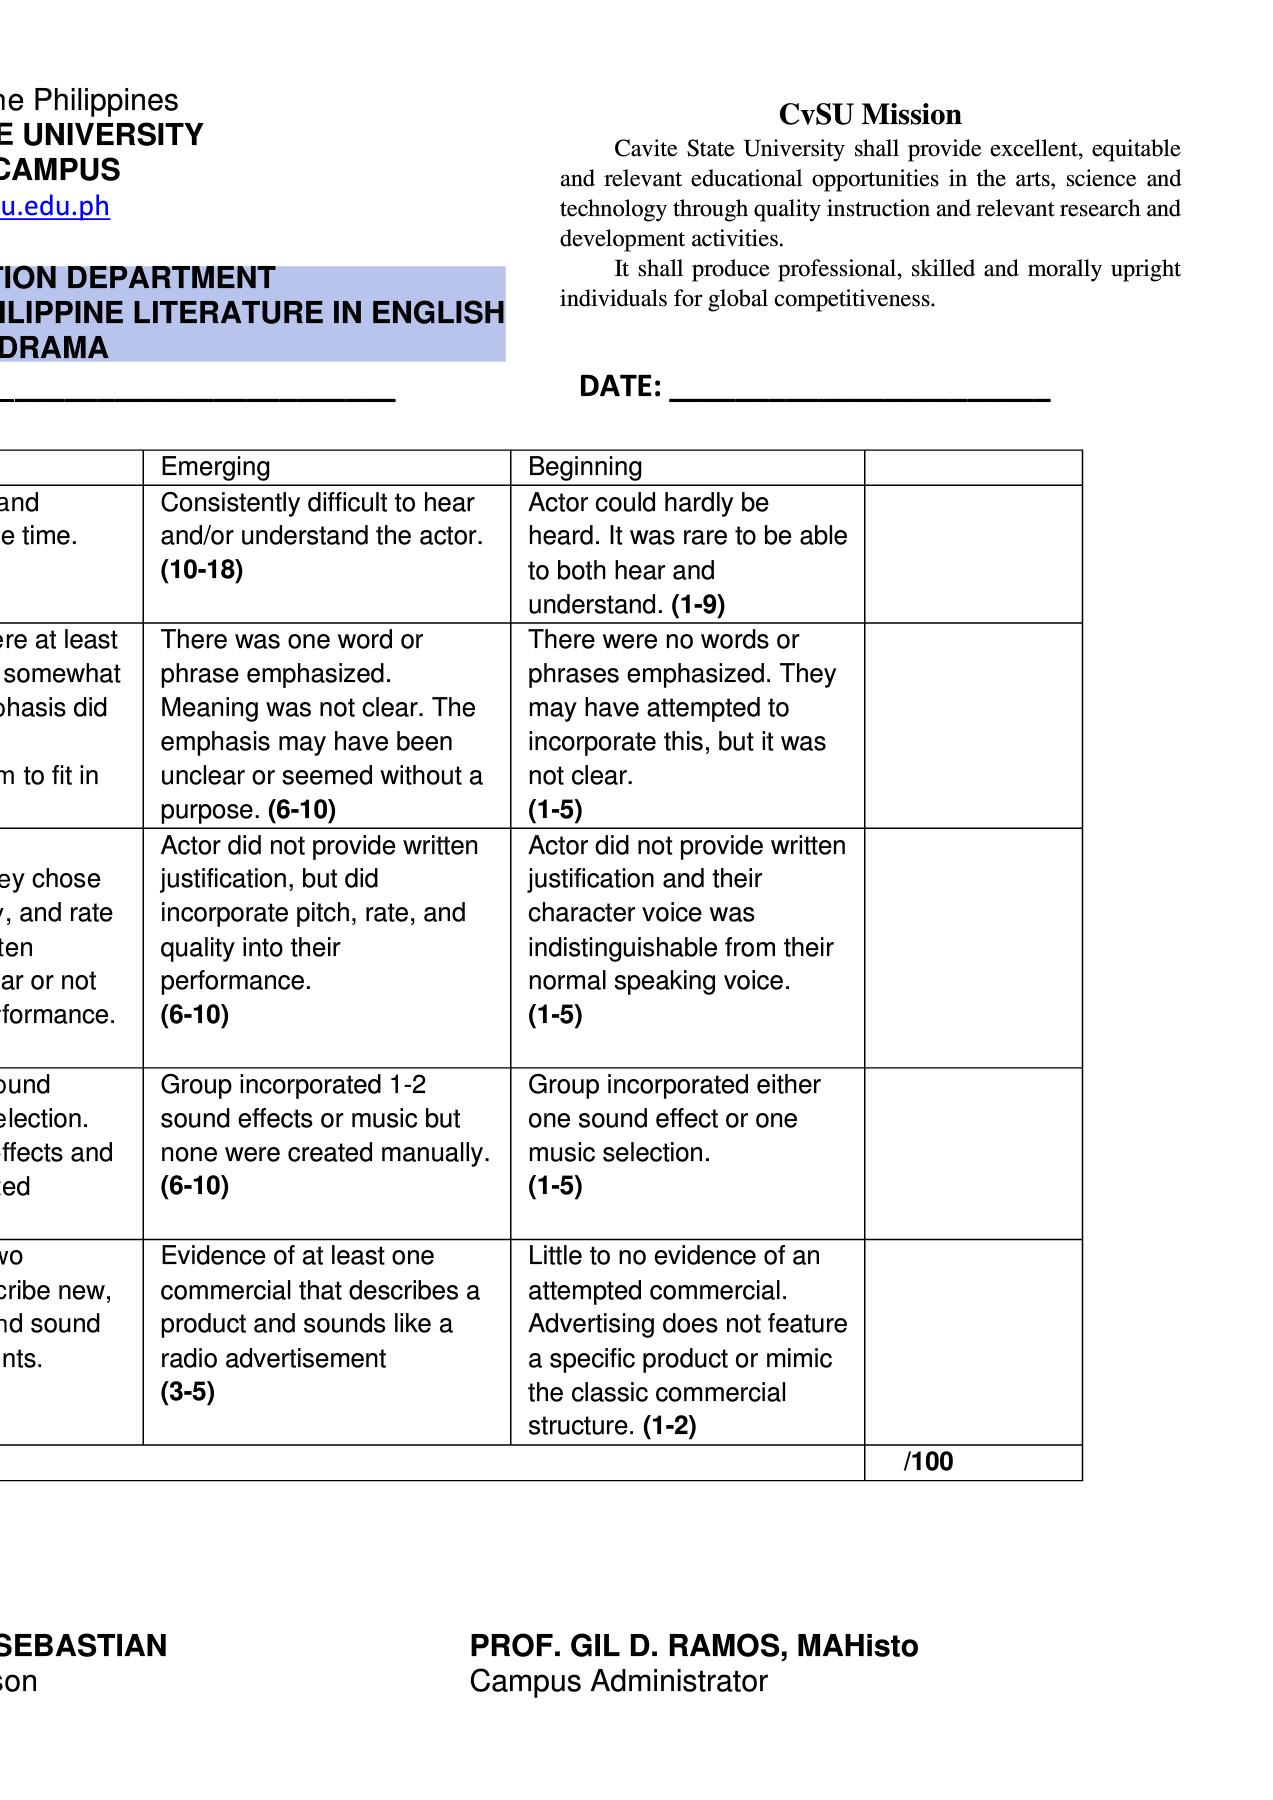 ne Philippines
E UNIVERSITY
CAMPUS
u.edu.ph
CvSU Mission
Cavite State University shall provide excellent, equitable
and relevant educational opportunities in the arts, science and
technology through quality instruction and relevant research and
development activities.
It shall produce professional, skilled and morally upright
individuals for global competitiveness.
TION DEPARTMENT
ILIPPINE LITERATURE IN ENGLISH
DRAMA
DATE: _______________________
Emerging
Beginning
and
e time.
Consistently difficult to hear
and/or understand the actor.
(10-18)
Actor could hardly be
heard. It was rare to be able
to both hear and
understand. (1-9)
ere at least
somewhat
phasis did
m to fit in
There was one word or
phrase emphasized.
Meaning was not clear. The
emphasis may have been
unclear or seemed without a
purpose. (6-10)
There were no words or
phrases emphasized. They
may have attempted to
incorporate this, but it was
not clear.
(1-5)
ey chose
, and rate
ten
ar or not
formance.
Actor did not provide written
justification, but did
incorporate pitch, rate, and
quality into their
performance.
(6-10)
Actor did not provide written
justification and their
character voice was
indistinguishable from their
normal speaking voice.
(1-5)
ound
election.
ffects and
ted
Group incorporated 1-2
sound effects or music but
none were created manually.
(6-10)
Group incorporated either
one sound effect or one
music selection.
(1-5)
wo
cribe new,
nd sound
nts.
Evidence of at least one
commercial that describes a
product and sounds like a
radio advertisement
(3-5)
Little to no evidence of an
attempted commercial.
Advertising does not feature
a specific product or mimic
the classic commercial
structure. (1-2)
/100
SEBASTIAN
son
PROF. GIL D. RAMOS, MAHisto
Campus Administrator